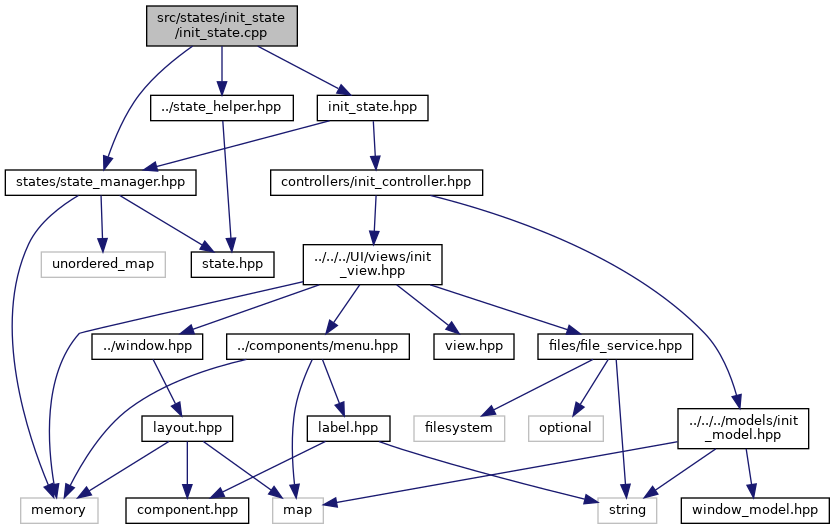 src/states/init_state
/init_state.cpp
../state_helper.hpp
init_state.hpp
states/state_manager.hpp
controllers/init_controller.hpp
unordered_map
state.hpp
../../../UI/views/init
_view.hpp
../window.hpp
../components/menu.hpp
view.hpp
files/file_service.hpp
layout.hpp
label.hpp
filesystem
optional
../../../models/init
_model.hpp
memory
component.hpp
map
string
window_model.hpp